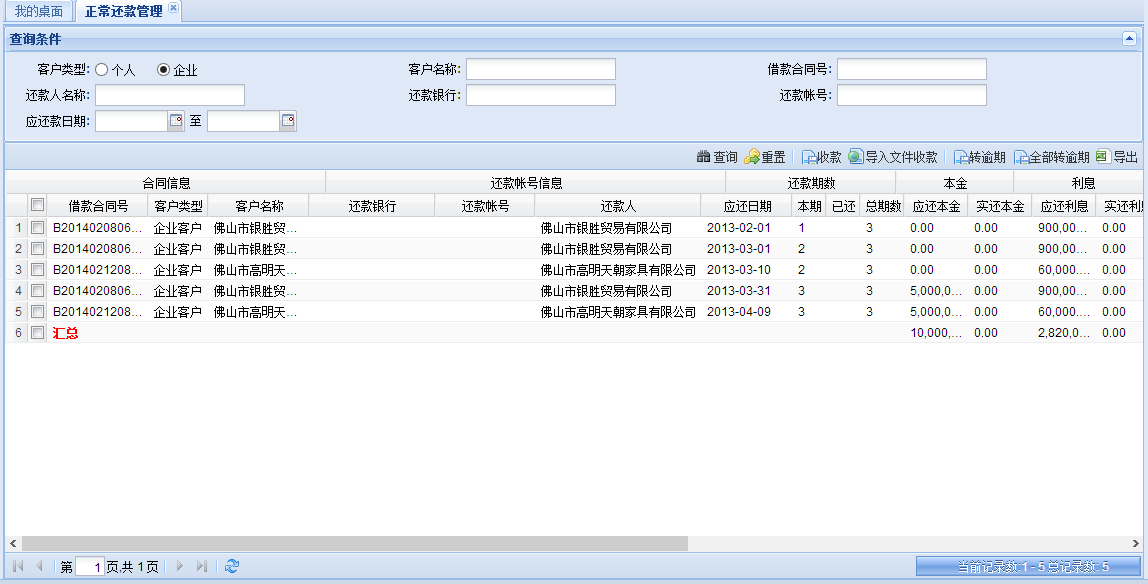 我的桌面 正常还款管理
查询条件
客户类型: 个人 企业 客户名称: 借款合同号:
还款人名称: 还款银行: 还款帐号:
应还款日期: 至
查询 重置 收款 导入文件收款 转逾期 全部转逾期 导出
合同信息 还款帐号信息 还款期数 本金 利息
借款合同号 客户类型 客户名称 还款银行 还款帐号 还款人 应还日期 本期 已还 总期数 应还本金 实还本金 应还利息 实还利
1 B2014020806... 企业客户 佛山市银胜贸... 佛山市银胜贸易有限公司 2013-02-01 1 3 0.00 0.00 900,00... 0.00
2 B2014020806... 企业客户 佛山市银胜贸... 佛山市银胜贸易有限公司 2013-03-01 2 3 0.00 0.00 900,00... 0.00
3 B2014021208... 企业客户 佛山市高明天... 佛山市高明天朝家具有限公司 2013-03-10 2 3 0.00 0.00 60,000.... 0.00
4 B2014020806... 企业客户 佛山市银胜贸... 佛山市银胜贸易有限公司 2013-03-31 3 3 5,000,0... 0.00 900,00... 0.00
5 B2014021208... 企业客户 佛山市高明天... 佛山市高明天朝家具有限公司 2013-04-09 3 3 5,000,0... 0.00 60,000.... 0.00
6 汇总 10,000,... 0.00 2,820,0... 0.00
第 1 页,共 1 页 当前记录数:1 - 5 总记录数: 5